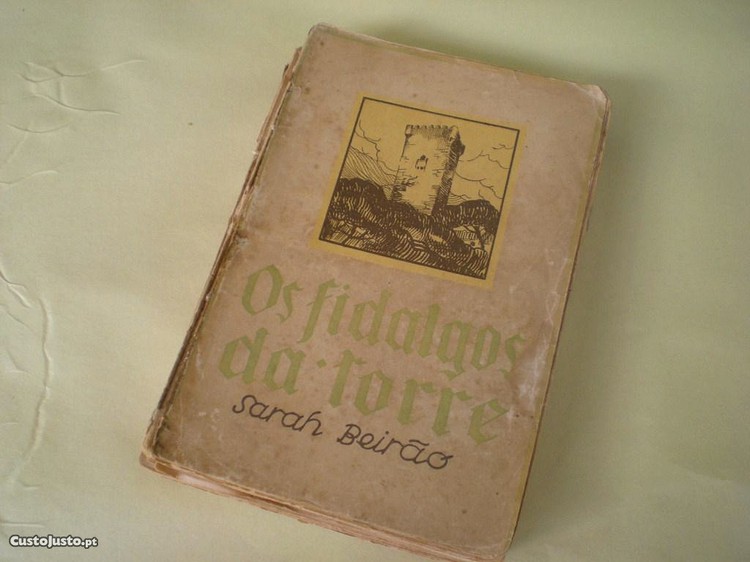 Os fidalgos
da·torre
Sarah Beirão
CustoJusto.pt